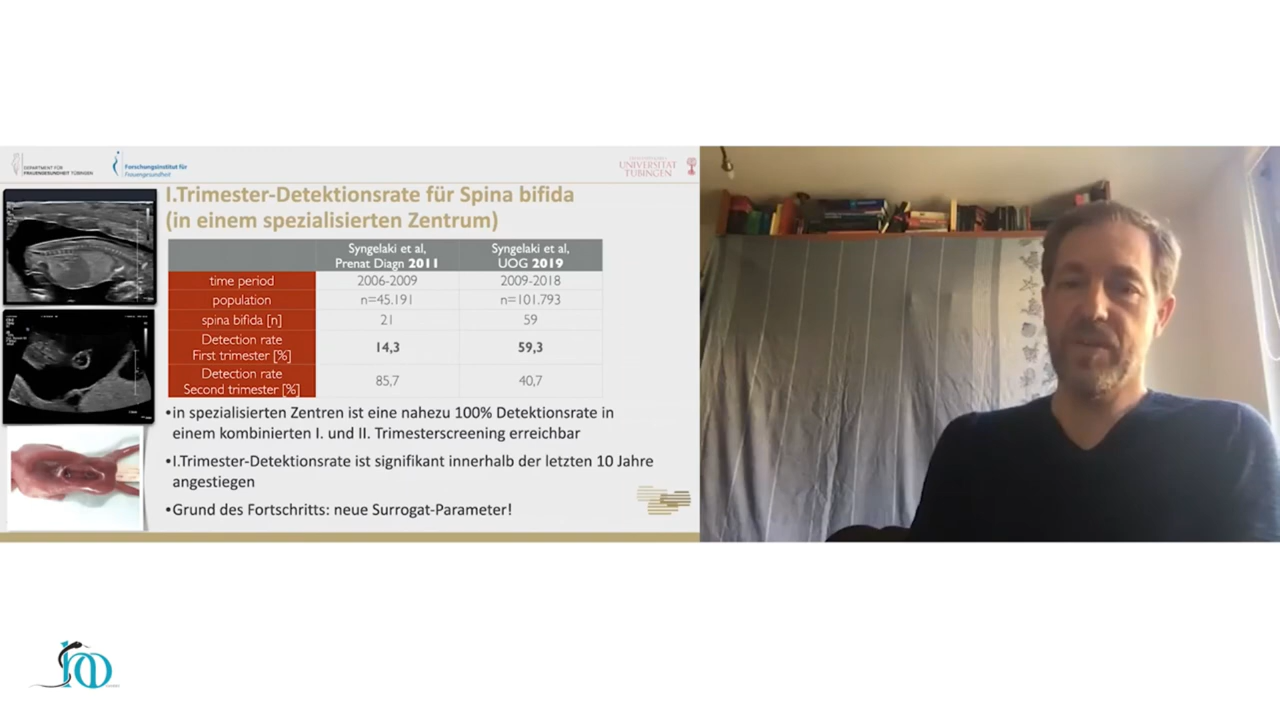 DEPARTMENT FÜR
FRAUENGESUNDHEIT TÜBINGEN
Forschungsinstitut für
Frauengesundheit
UNIVERSITÄT
TÜBINGEN
I.Trimester-Detektionsrate für Spina bifida
(in einem spezialisierten Zentrum)
Syngelaki et al, Prenat Diagn 2011
Syngelaki et al, UOG 2019
time period 2006-2009 2009-2018
population n=45.191 n=101.793
spina bifida [n] 21 59
Detection rate
First trimester [%] 14,3 59,3
Detection rate
Second trimester [%] 85,7 40,7
•in spezialisierten Zentren ist eine nahezu 100% Detektionsrate in
einem kombinierten I. und II. Trimesterscreening erreichbar
•I.Trimester-Detektionsrate ist signifikant innerhalb der letzten 10 Jahre
angestiegen
•Grund des Fortschritts: neue Surrogat-Parameter!